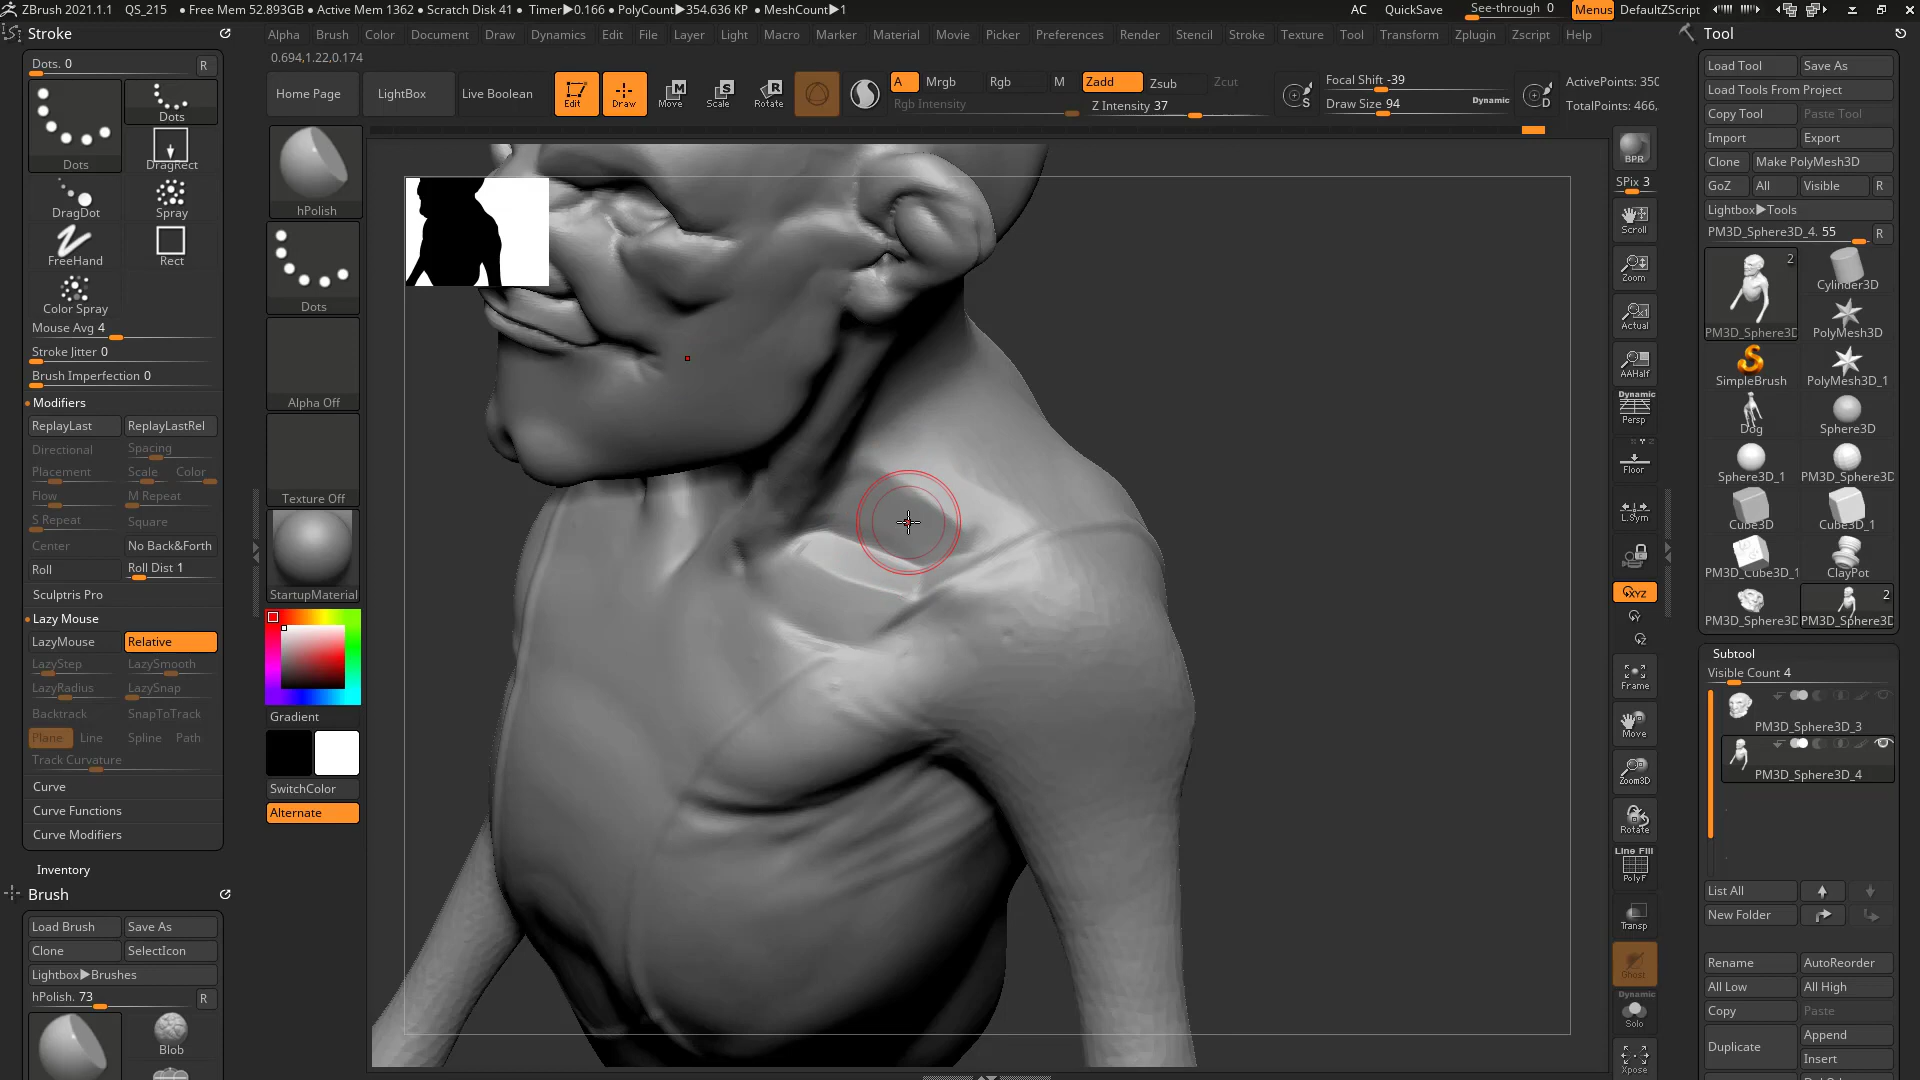 ZBrush 2021.1.1 QS_215 ● Free Mem 52.893GB ● Active Mem 1362 ● Scratch Disk 41 ● Timer▶0.166 ● PolyCount▶354.636 KP ● MeshCount▶1 AC QuickSave See-through 0 Menus DefaultZScript
Stroke Alpha Brush Color Document Draw Dynamics Edit File Layer Light Macro Marker Material Movie Picker Preferences Render Stencil Stroke Texture Tool Transform Zplugin Zscript Help Tool
0.694,1.22,0.174
Dots. 0 R
Dots
Dots
DragRect
DragDot Spray
FreeHand Rect
Color Spray
Mouse Avg 4
Stroke Jitter 0
Brush Imperfection 0
Modifiers
ReplayLast ReplayLastRel
Directional Spacing
Placement Scale Color
Flow M Repeat
S Repeat Square
Center No Back&Forth
Roll Roll Dist 1
Sculptris Pro
Lazy Mouse
LazyMouse Relative
LazyStep LazySmooth
LazyRadius LazySnap
Backtrack SnapToTrack
Plane Line Spline Path
Track Curvature
Curve
Curve Functions
Curve Modifiers
Inventory
Brush
Load Brush Save As
Clone SelectIcon
Lightbox▶Brushes
hPolish. 73 R
Blob
Home Page LightBox Live Boolean Edit Draw Move Scale Rotate
A Mrgb Rgb M Zadd Zsub Zcut
Rgb Intensity Z Intensity 37
S Focal Shift -39
Draw Size 94 Dynamic D
ActivePoints: 350
TotalPoints: 466,
hPolish
Dots
Alpha Off
Texture Off
StartupMaterial
Gradient
SwitchColor
Alternate
BPR
SPix 3
Scroll
Zoom
Actual
AAHalf
Dynamic
Persp
Floor
L.Sym
XYZ
Frame
Move
Zoom3D
Rotate
Line Fill
PolyF
Transp
Ghost
Dynamic
Solo
Xpose
Load Tool Save As
Load Tools From Project
Copy Tool Paste Tool
Import Export
Clone Make PolyMesh3D
GoZ All Visible R
Lightbox▶Tools
PM3D_Sphere3D_4. 55 R
2
Cylinder3D
PM3D_Sphere3D PolyMesh3D
SimpleBrush PolyMesh3D_1
Dog Sphere3D
Sphere3D_1 PM3D_Sphere3D
Cube3D Cube3D_1
PM3D_Cube3D_1 ClayPot
2
PM3D_Sphere3D PM3D_Sphere3D
Subtool
Visible Count 4
PM3D_Sphere3D_3
PM3D_Sphere3D_4
List All
New Folder
Rename AutoReorder
All Low All High
Copy Paste
Duplicate Append
Insert